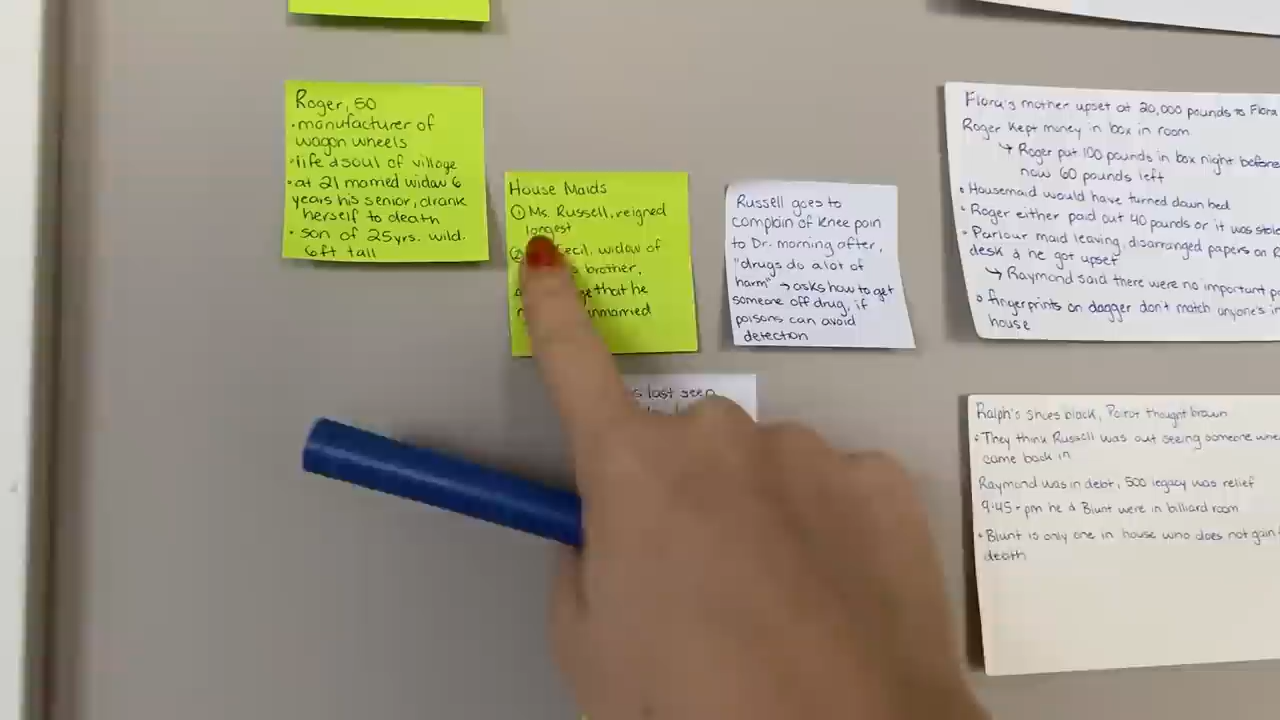 Roger, 50
• manufacturer of
wagon wheels
• life & soul of village
• at 21 married widow 6
years his senior, drank
herself to death
• son of 25yrs. wild.
6ft tall
House Maids
① Ms. Russell, reigned
longest
② ecil, widow of
s brother,
that he
unmarried
Russell goes to
complain of knee pain
to Dr. morning after,
"drugs do a lot of
harm" → asks how to get
someone off drug, if
poisons can avoid
detection
s last seen
Flora's mother upset at 20,000 pounds to Flora
Roger kept money in box in room
↳ Roger put 100 pounds in box night before
now 60 pounds left
• Housemaid would have turned down bed
• Roger either paid out 40 pounds or it was stole
• Parlour maid leaving, disarranged papers on R
desk & he got upset
↳ Raymond said there were no important p
• fingerprints on dagger don't match anyone's in
house
Ralph's shoes black, Poirot thought brown
• They think Russell was out seeing someone whe
came back in
Raymond was in debt, 500 legacy was relief
9:45 - pm he & Blunt were in billiard room
• Blunt is only one in house who does not gain
death